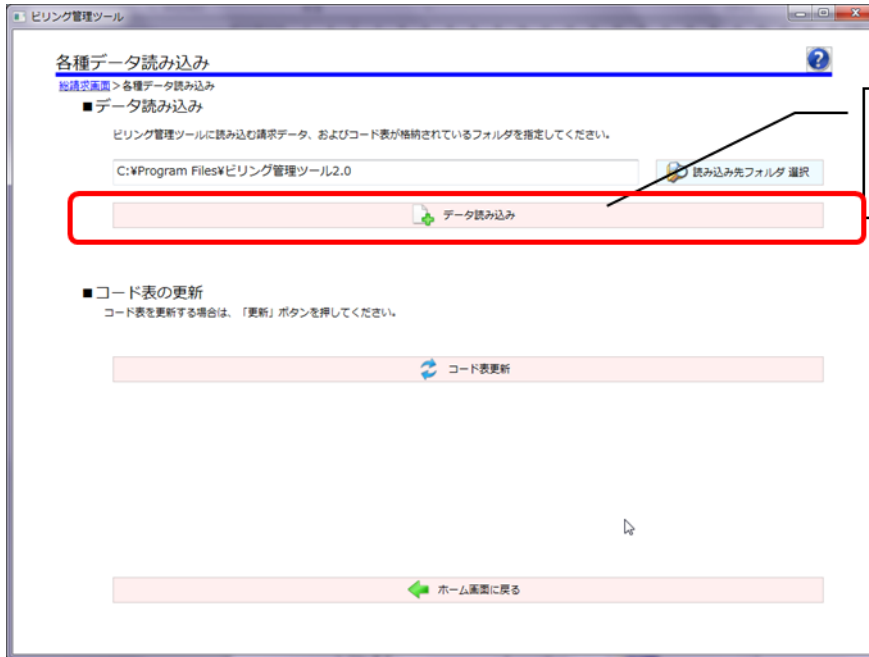 ビリング管理ツール
各種データ読み込み
総請求画面>各種データ読み込み
■データ読み込み
ビリング管理ツールに読み込む請求データ、およびコード表が格納されているフォルダを指定してください。
C:¥Program Files¥ビリング管理ツール2.0
読み込み先フォルダ 選択
データ読み込み
■コード表の更新
コード表を更新する場合は、「更新」ボタンを押してください。
コード表更新
ホーム画面に戻る